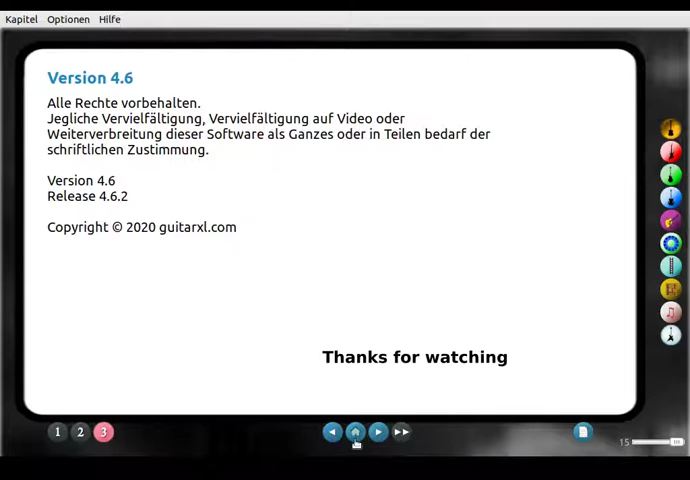 Kapitel Optionen Hilfe
Version 4.6
Alle Rechte vorbehalten.
Jegliche Vervielfältigung, Vervielfältigung auf Video oder
Weiterverbreitung dieser Software als Ganzes oder in Teilen bedarf der
schriftlichen Zustimmung.
Version 4.6
Release 4.6.2
Copyright © 2020 guitarxl.com
Thanks for watching
1 2 3
15